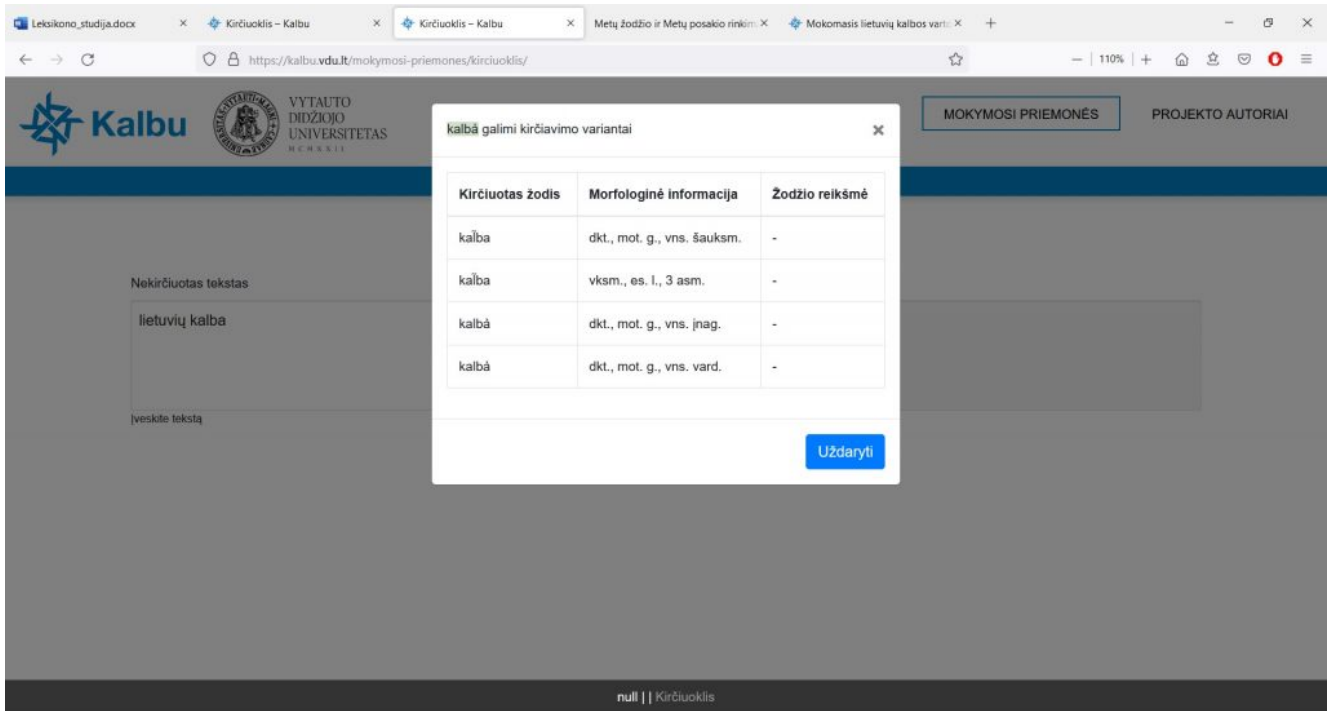 Leksikono_studija.docx
Kirčiuoklis – Kalbu
Kirčiuoklis – Kalbu
Metų žodžio ir Metų posakio rinkim
Mokomasis lietuvių kalbos varto
https://kalbu.vdu.lt/mokymosi-priemones/kirciuoklis/
110%
Kalbu
VYTAUTO
DIDŽIOJO
UNIVERSITETAS
MCMXXII
MOKYMOSI PRIEMONĖS
PROJEKTO AUTORIAI
kalbà galimi kirčiavimo variantai
Kirčiuotas žodis Morfologinė informacija Žodžio reikšmė
kal̃ba dkt., mot. g., vns. šauksm. -
kal̃ba vksm., es. l., 3 asm. -
kalbà dkt., mot. g., vns. įnag. -
kalbà dkt., mot. g., vns. vard. -
Uždaryti
Nekirčiuotas tekstas
lietuvių kalba
Įveskite tekstą
null | | Kirčiuoklis